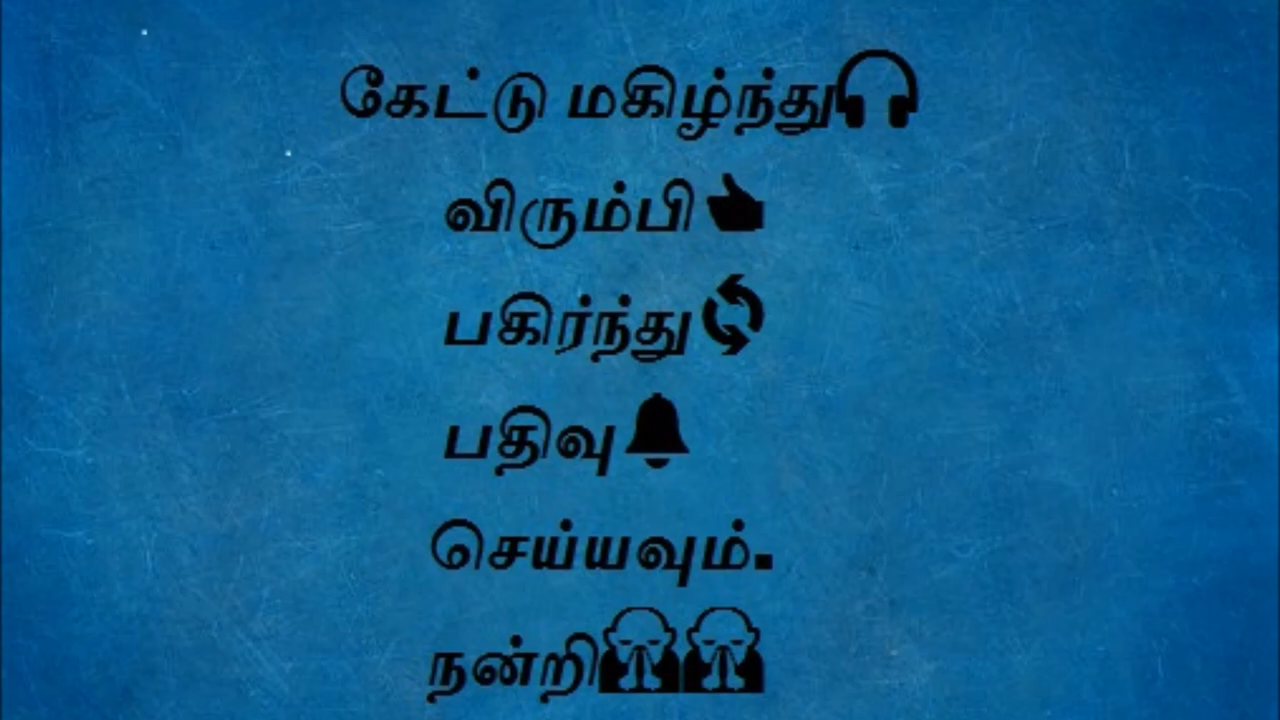 கேட்டு மகிழ்ந்து🎧
விரும்பி👍
பகிர்ந்து🔄
பதிவு🔔
செய்யவும்.
நன்றி🙏🙏